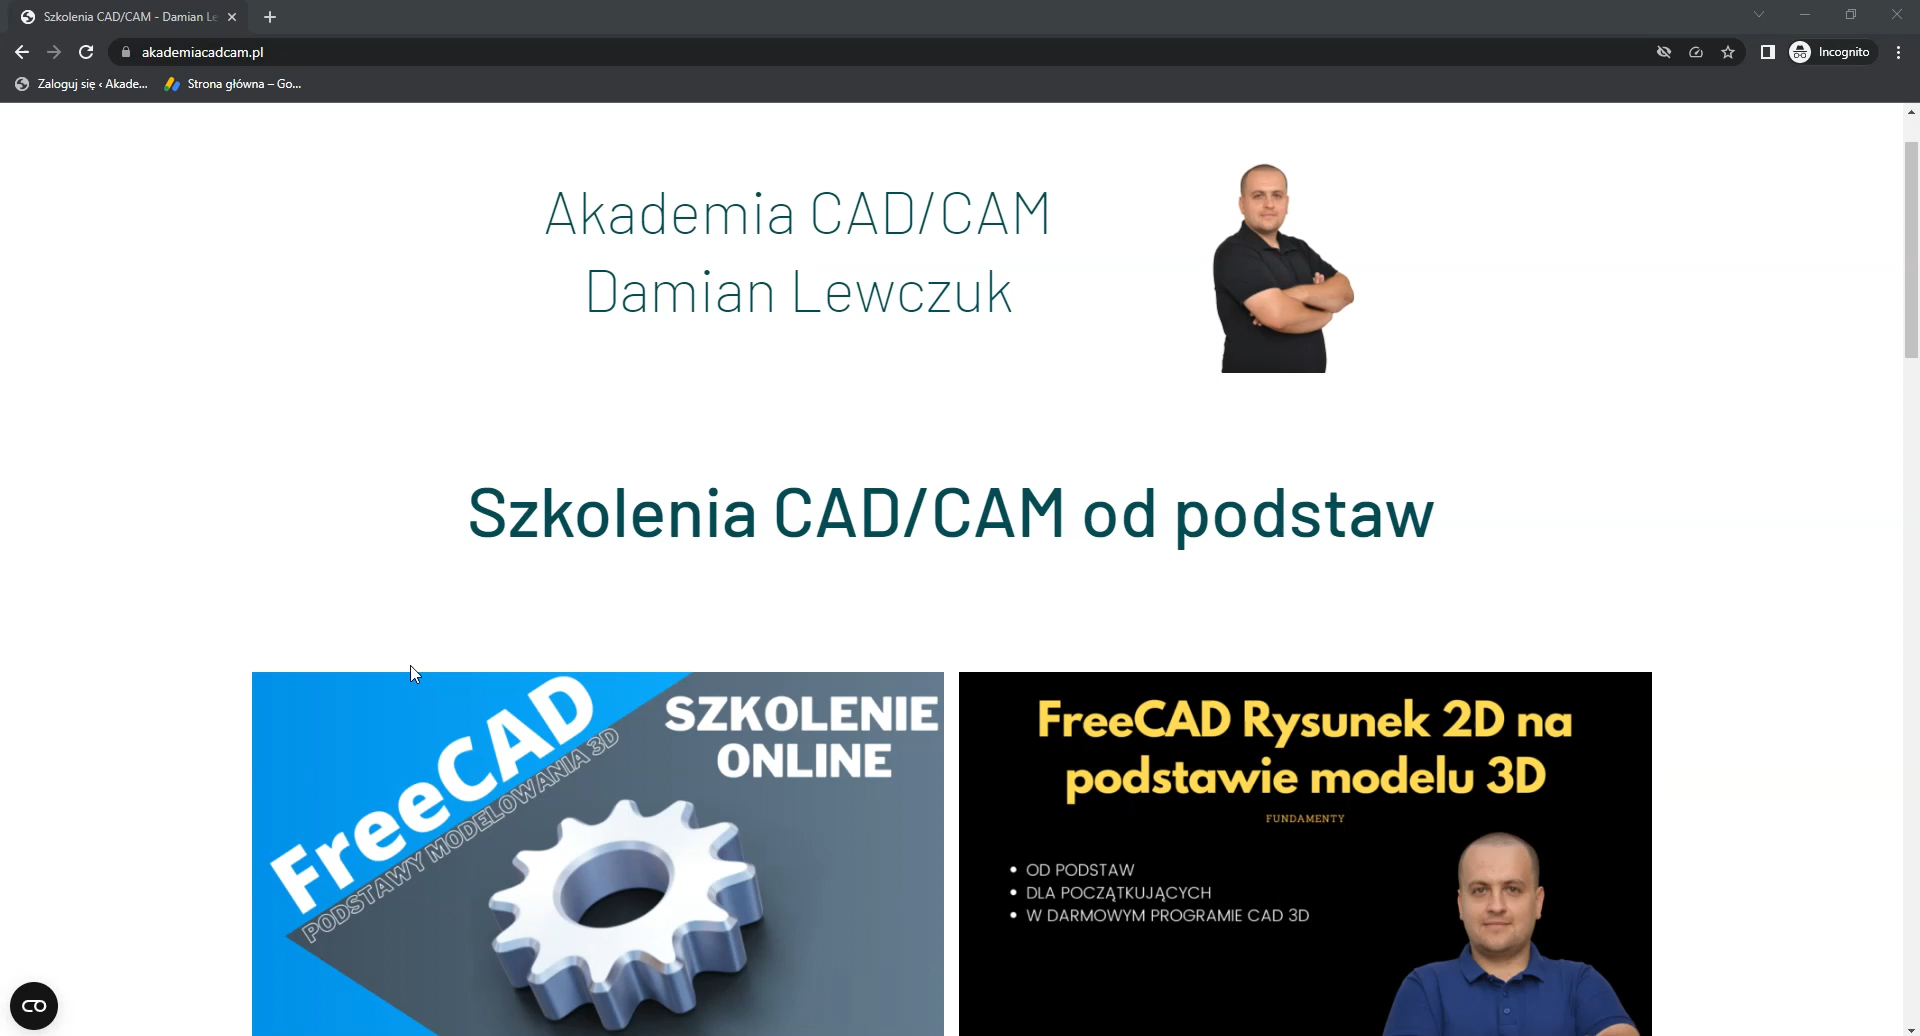 Szkolenia CAD/CAM - Damian Le
akademiacadcam.pl
Incognito
Zaloguj się ‹ Akade...
Strona główna – Go...
Akademia CAD/CAM
Damian Lewczuk
Szkolenia CAD/CAM od podstaw
FreeCAD
PODSTAWY MODELOWANIA 3D
SZKOLENIE
ONLINE
FreeCAD Rysunek 2D na
podstawie modelu 3D
FUNDAMENTY
• OD PODSTAW
• DLA POCZĄTKUJĄCYCH
• W DARMOWYM PROGRAMIE CAD 3D